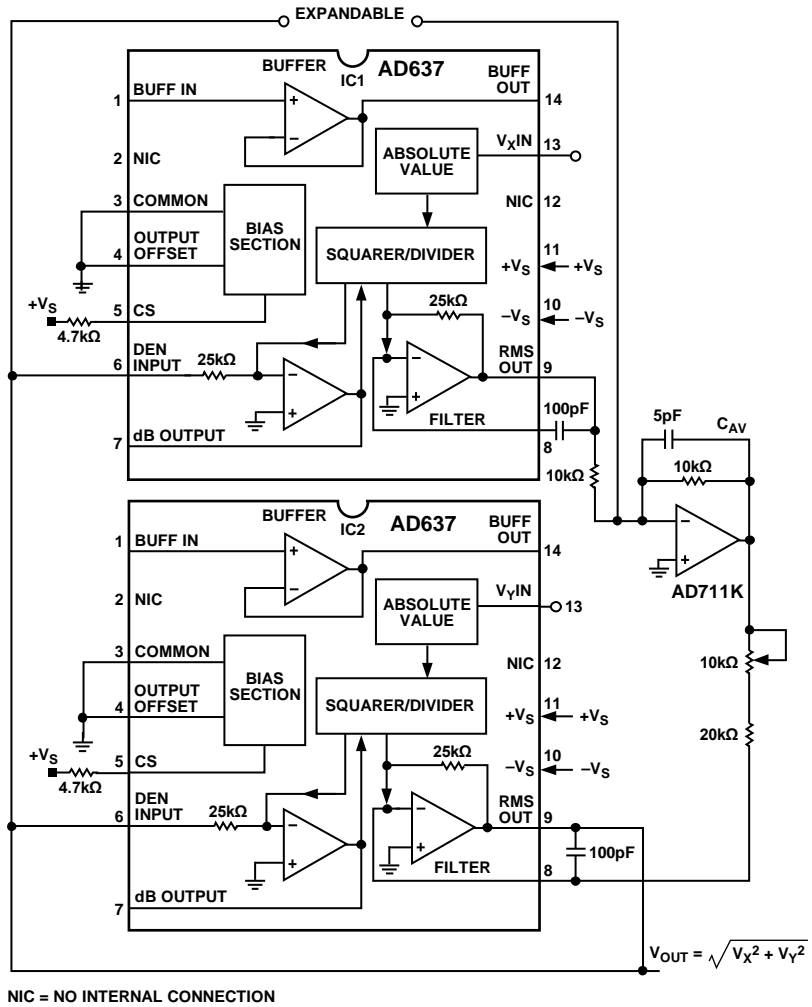 EXPANDABLE
BUFFER
AD637
IC1
BUFF
OUT
1
BUFF IN
14
VXIN
13
ABSOLUTE
VALUE
2
NIC
3
COMMON
NIC
12
BIAS
SECTION
OUTPUT
OFFSET
4
SQUARER/DIVIDER
11
+VS
+VS
+VS
5
CS
4.7kΩ
25kΩ
10
–VS
–VS
DEN
INPUT
6
25kΩ
RMS
OUT
9
FILTER
100pF
8
7
dB OUTPUT
10kΩ
5pF
CAV
10kΩ
AD711K
BUFFER
AD637
IC2
BUFF
OUT
1
BUFF IN
14
VYIN
13
ABSOLUTE
VALUE
2
NIC
3
COMMON
NIC
12
BIAS
SECTION
OUTPUT
OFFSET
4
SQUARER/DIVIDER
11
+VS
+VS
10kΩ
20kΩ
+VS
5
CS
4.7kΩ
25kΩ
10
–VS
–VS
DEN
INPUT
6
25kΩ
RMS
OUT
9
100pF
FILTER
8
7
dB OUTPUT
VOUT = √VX² + VY²
NIC = NO INTERNAL CONNECTION